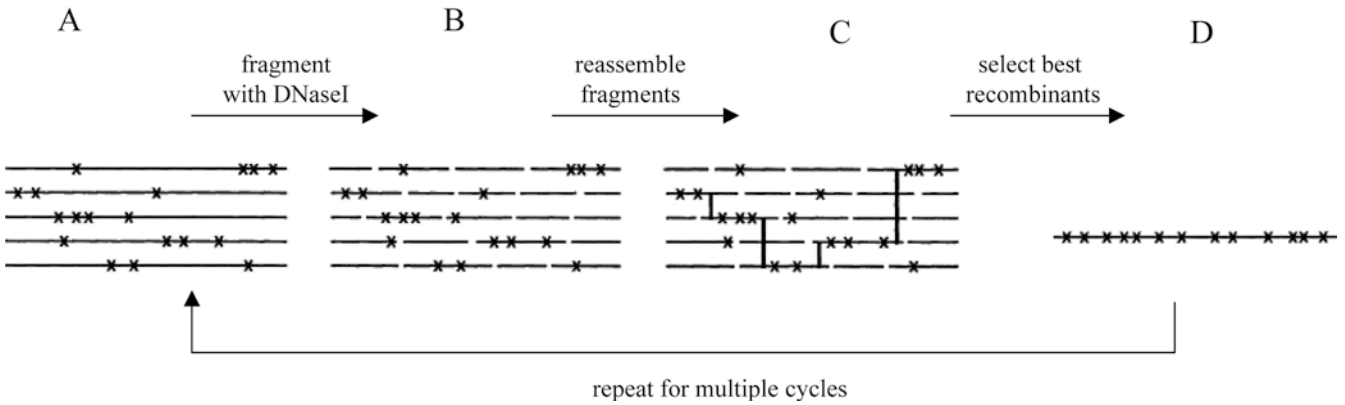 A
B
C
D
fragment
with DNaseI
reassemble
fragments
select best
recombinants
repeat for multiple cycles